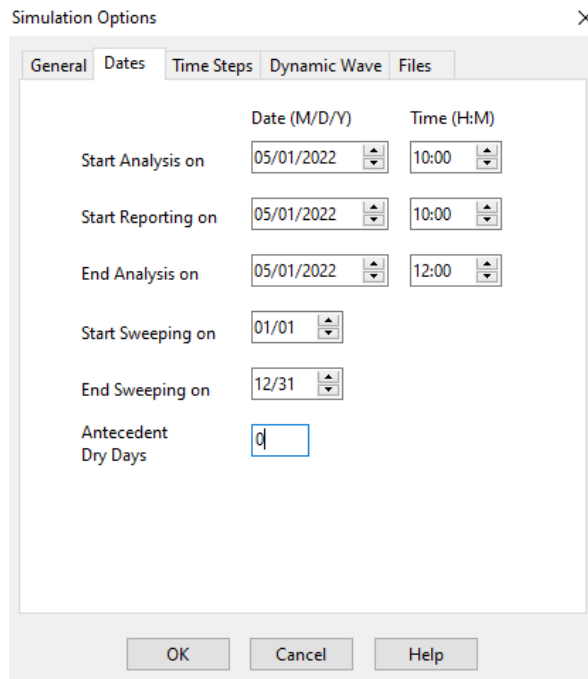 Simulation Options
General Dates Time Steps Dynamic Wave Files
Date (M/D/Y) Time (H:M)
Start Analysis on 05/01/2022 10:00
Start Reporting on 05/01/2022 10:00
End Analysis on 05/01/2022 12:00
Start Sweeping on 01/01
End Sweeping on 12/31
Antecedent
Dry Days 0
OK Cancel Help